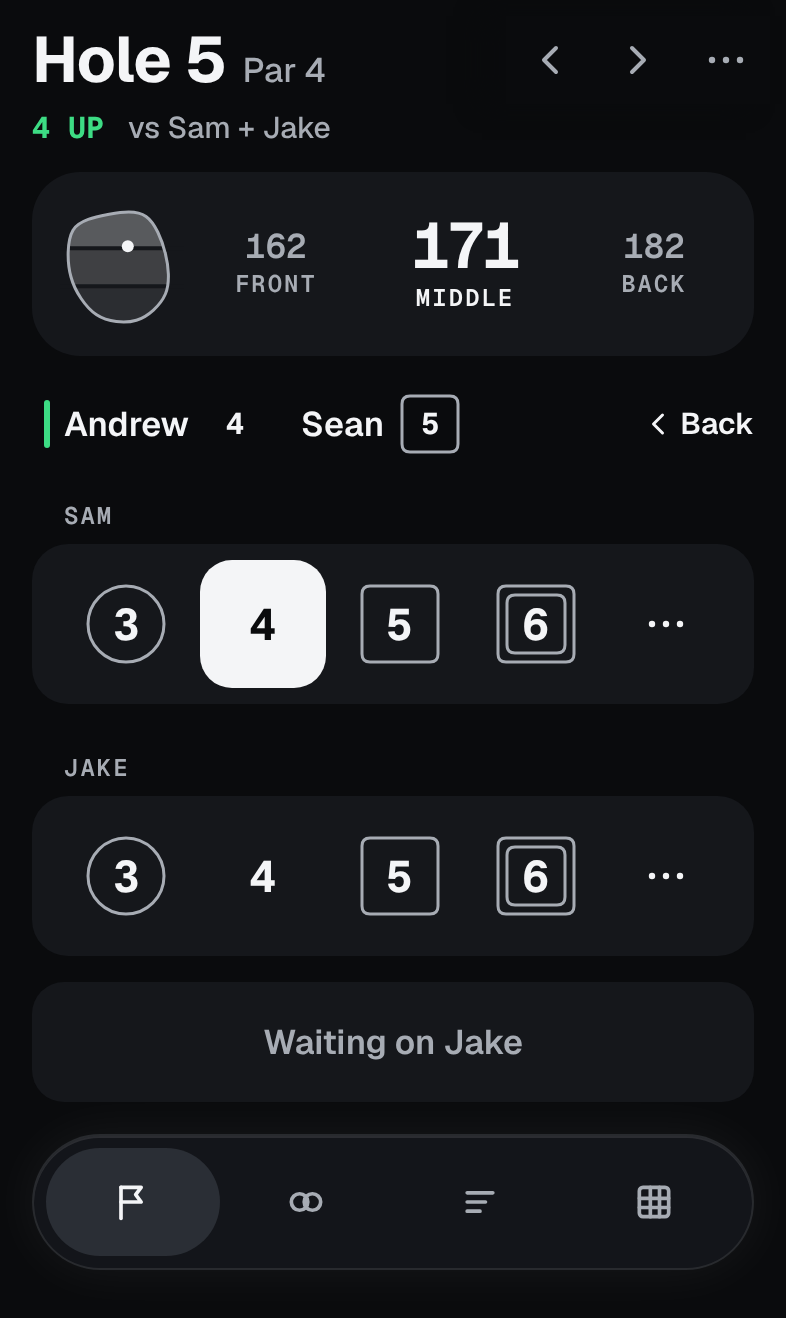 Hole 5 Par 4
4 UP vs Sam + Jake
162 171 182
FRONT MIDDLE BACK
Andrew 4 Sean 5 Back
SAM
3 4 5 6
JAKE
3 4 5 6
Waiting on Jake